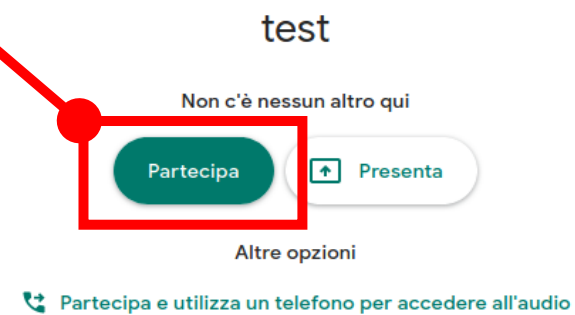 test
Non c'è nessun altro qui
Partecipa Presenta
Altre opzioni
Partecipa e utilizza un telefono per accedere all'audio